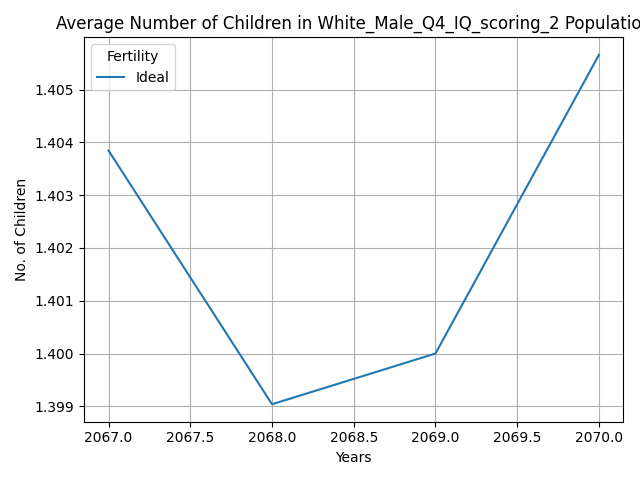 Average Number of Children in White_Male_Q4_IQ_scoring_2 Populatio
Fertility
Ideal
1.405
1.404
1.403
1.402
1.401
1.400
1.399
No. of Children
2067.0 2067.5 2068.0 2068.5 2069.0 2069.5 2070.0
Years